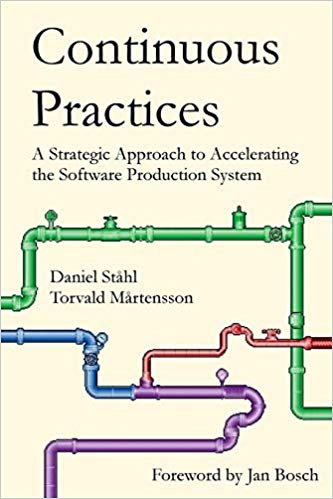 Continuous
Practices
A Strategic Approach to Accelerating
the Software Production System
Daniel Ståhl
Torvald Mårtensson
Foreword by Jan Bosch